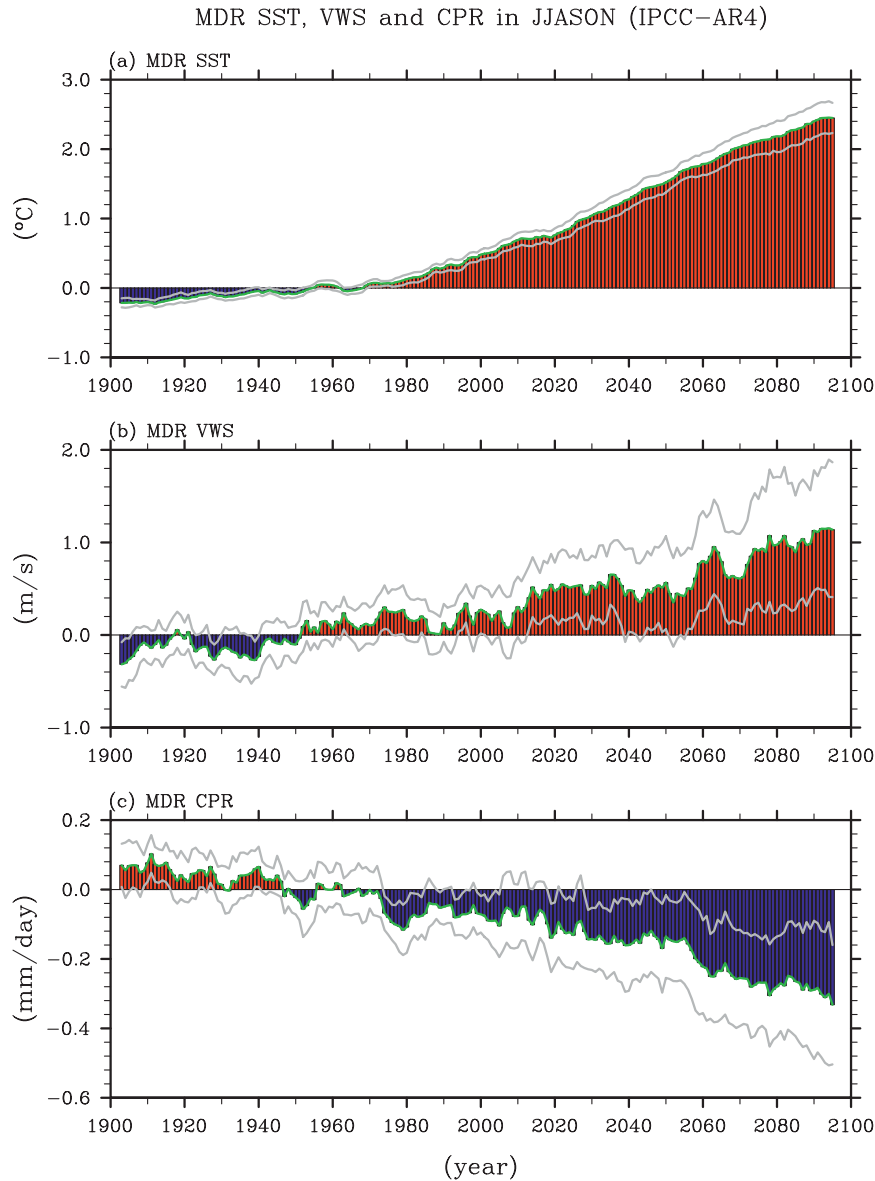 MDR SST, VWS and CPR in JJASON (IPCC−AR4)
(a) MDR SST
3.0
2.0
1.0
0.0
−1.0
(ºC)
1900 1920 1940 1960 1980 2000 2020 2040 2060 2080 2100
(b) MDR VWS
2.0
1.0
0.0
−1.0
(m/s)
1900 1920 1940 1960 1980 2000 2020 2040 2060 2080 2100
(c) MDR CPR
0.2
0.0
−0.2
−0.4
−0.6
(mm/day)
1900 1920 1940 1960 1980 2000 2020 2040 2060 2080 2100
(year)